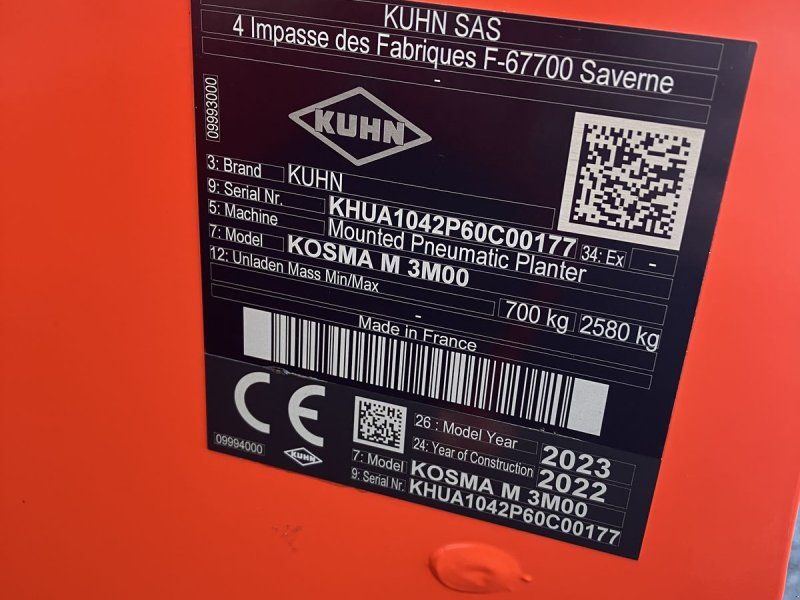 KUHN SAS
4 Impasse des Fabriques F-67700 Saverne
-
09993000
KUHN
3: Brand KUHN
9: Serial Nr. KHUA1042P60C00177 34: Ex -
5: Machine Mounted Pneumatic Planter
7: Model KOSMA M 3M00
12: Unladen Mass Min/Max 700 kg 2580 kg
-
Made in France
CE
26 : Model Year 2023
24: Year of Construction 2022
09994000
KUHN
7: Model KOSMA M 3M00
9: Serial Nr. KHUA1042P60C00177